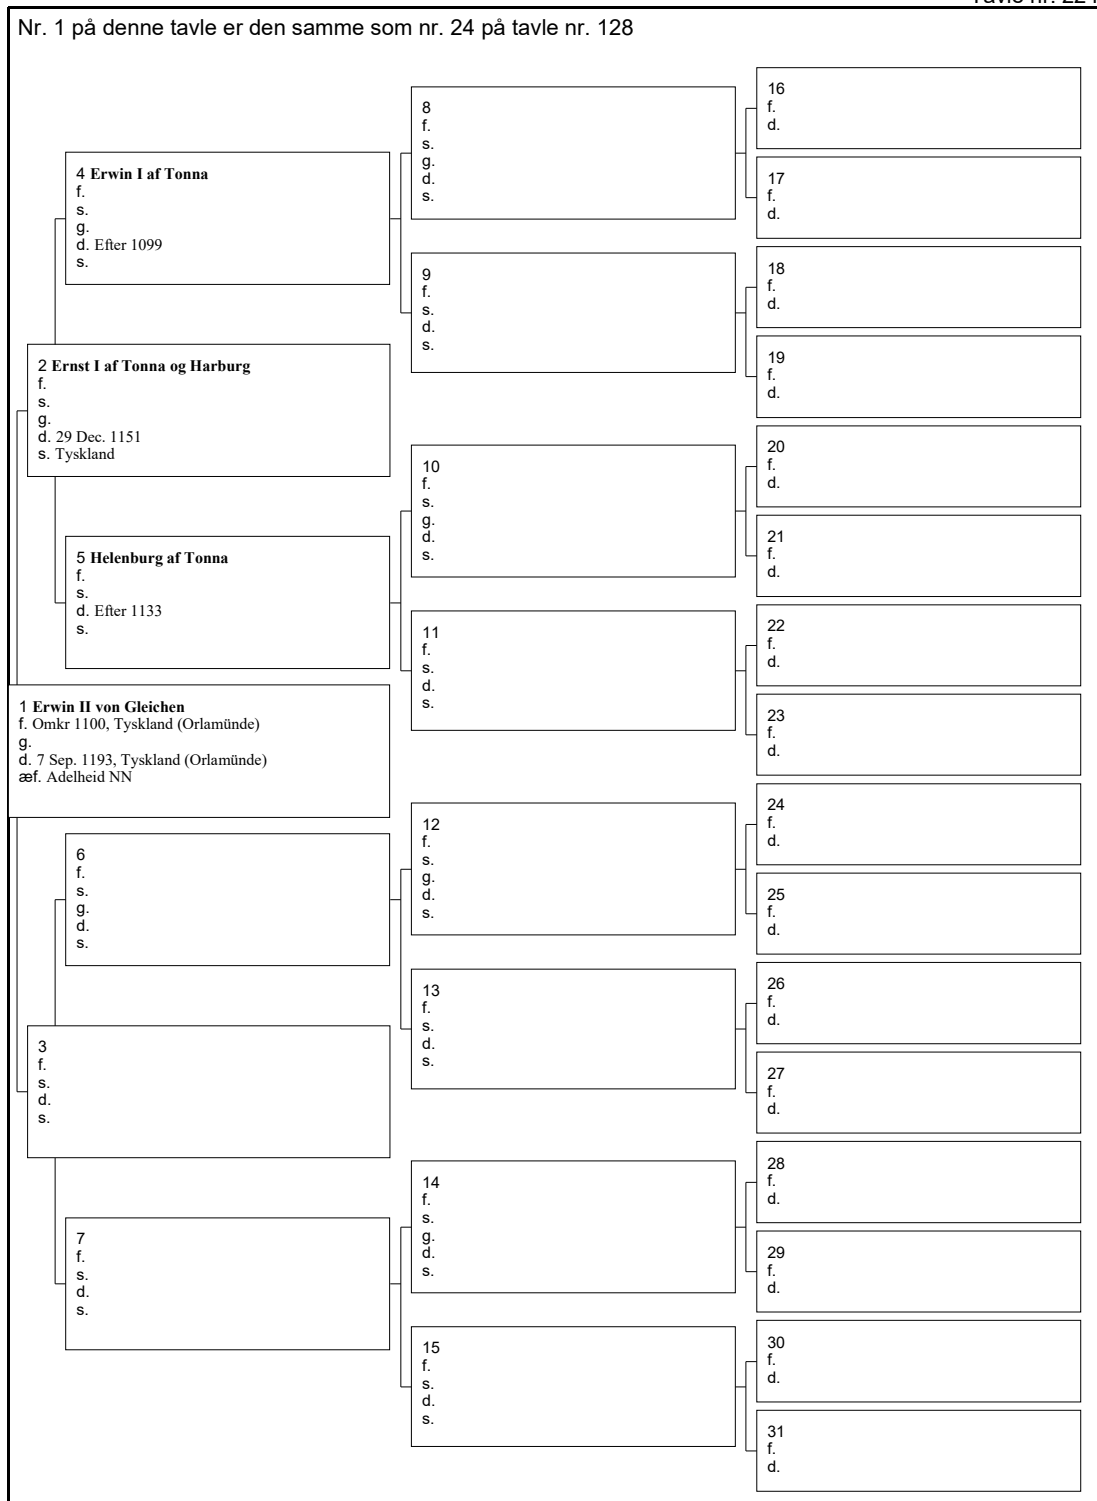 Nr. 1 på denne tavle er den samme som nr. 24 på tavle nr. 128
4 Erwin I af Tonna
f.
s.
g.
d. Efter 1099
s.
2 Ernst I af Tonna og Harburg
f.
s.
g.
d. 29 Dec. 1151
s. Tyskland
5 Helenburg af Tonna
f.
s.
d. Efter 1133
s.
1 Erwin II von Gleichen
f. Omkr 1100, Tyskland (Orlamünde)
g.
d. 7 Sep. 1193, Tyskland (Orlamünde)
æf. Adelheid NN
6
f.
s.
g.
d.
s.
3
f.
s.
d.
s.
7
f.
s.
d.
s.
8
f.
s.
g.
d.
s.
9
f.
s.
d.
s.
10
f.
s.
g.
d.
s.
11
f.
s.
d.
s.
12
f.
s.
g.
d.
s.
13
f.
s.
d.
s.
14
f.
s.
g.
d.
s.
15
f.
s.
d.
s.
16
f.
d.
17
f.
d.
18
f.
d.
19
f.
d.
20
f.
d.
21
f.
d.
22
f.
d.
23
f.
d.
24
f.
d.
25
f.
d.
26
f.
d.
27
f.
d.
28
f.
d.
29
f.
d.
30
f.
d.
31
f.
d.